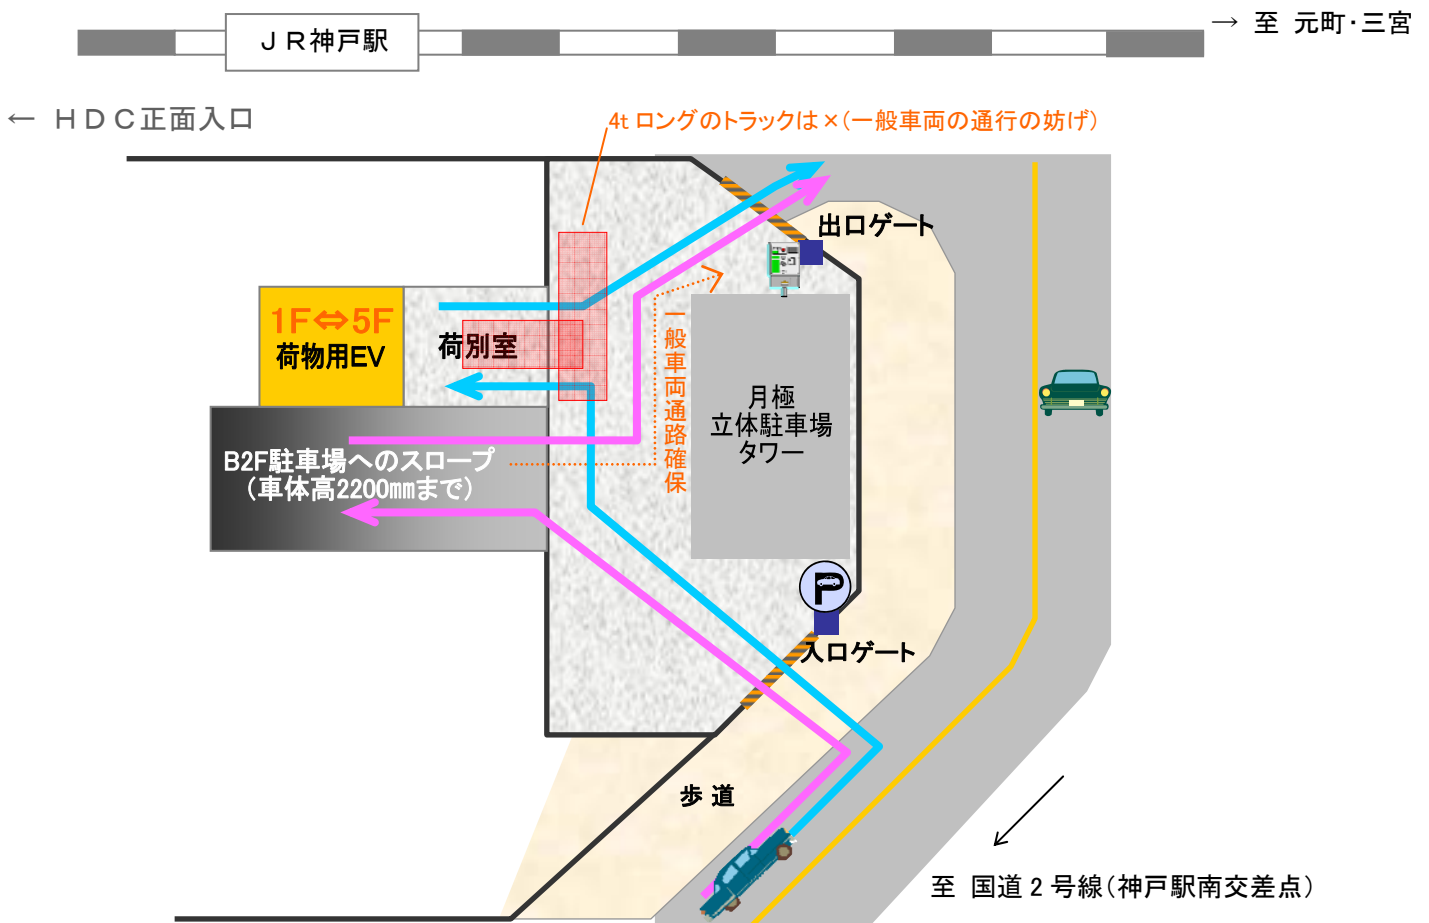 → 至 元町・三宮
ＪＲ神戸駅
← ＨＤＣ正面入口
4t ロングのトラックは×（一般車両の通行の妨げ）
出口ゲート
1F⇔5F
荷物用EV
荷別室
一般車両通路確保
月極
立体駐車場
タワー
B2F駐車場へのスロープ
（車体高2200㎜まで）
P
入口ゲート
歩 道
至 国道２号線（神戸駅南交差点）